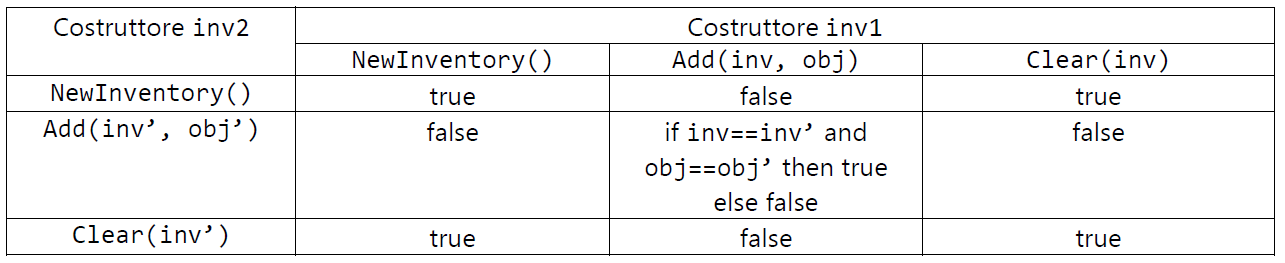 Costruttore inv2
Costruttore inv1
NewInventory()
Add(inv, obj)
Clear(inv)
NewInventory()
true
false
true
Add(inv’, obj’)
false
if inv==inv’ and
obj==obj’ then true
else false
false
Clear(inv’)
true
false
true